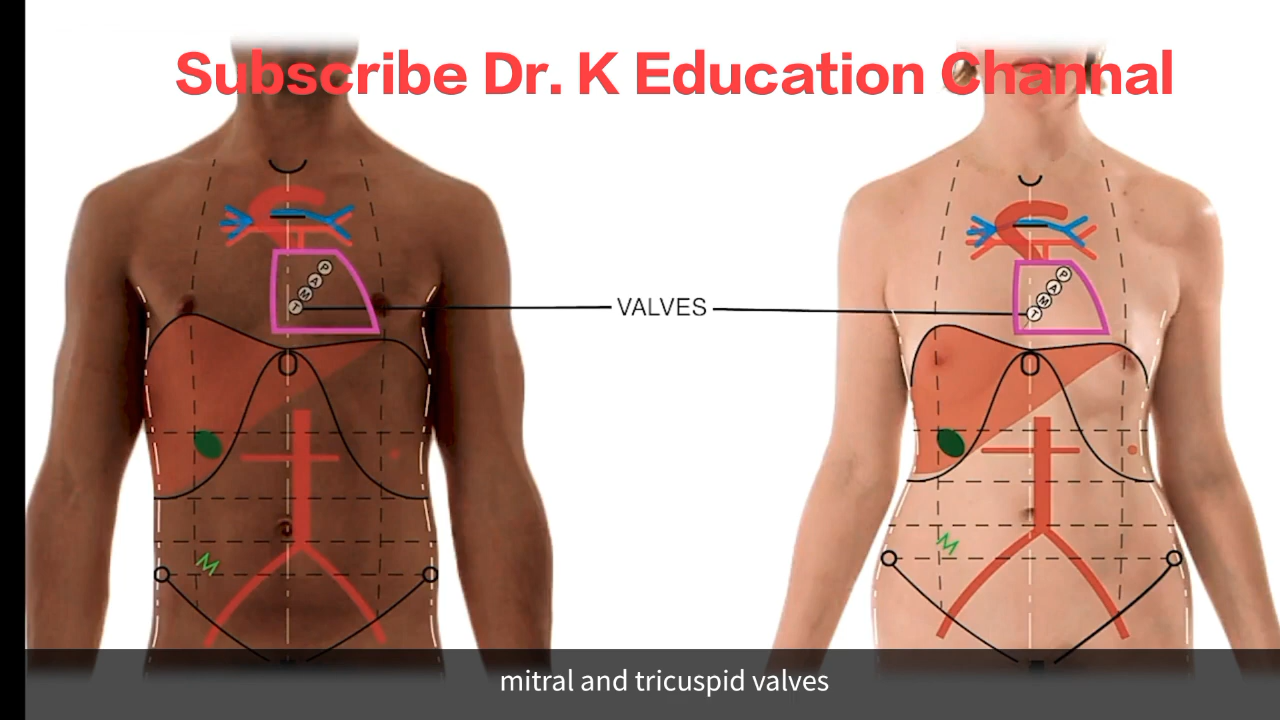 Subscribe Dr. K Education Channal
P
A
M
T
VALVES
P
A
M
T
mitral and tricuspid valves